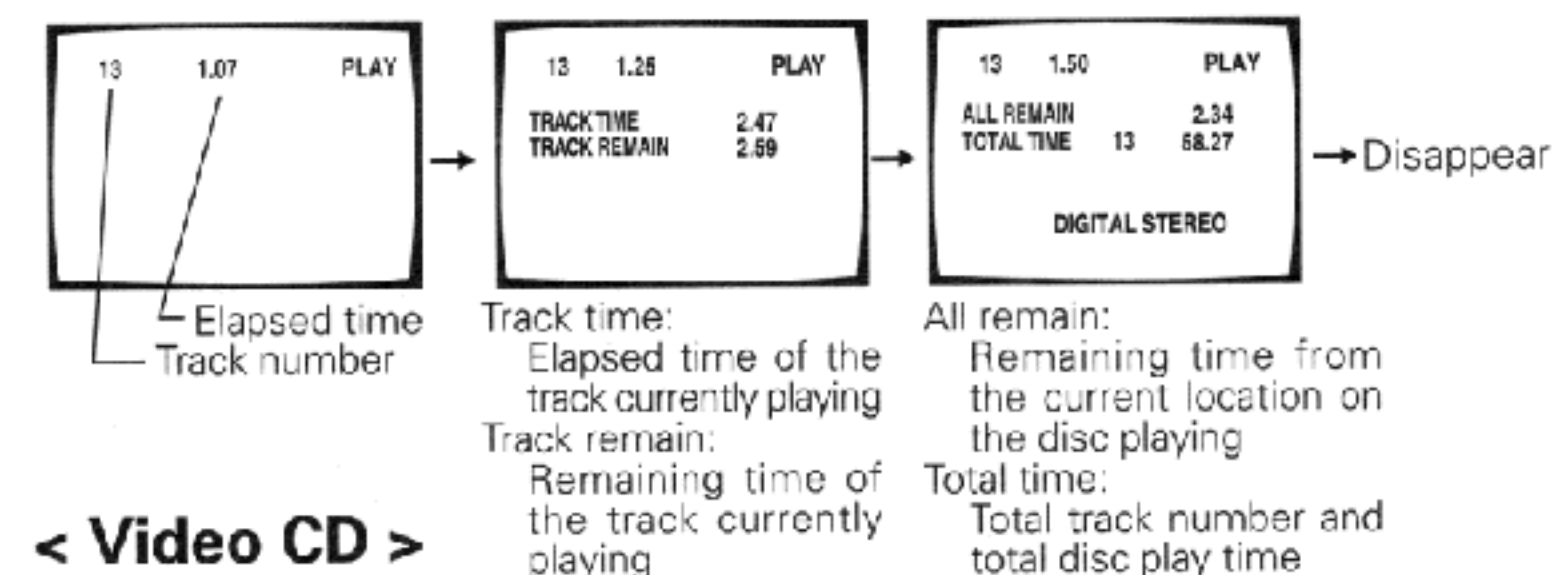 13 1.07 PLAY
Elapsed time
Track number
13 1.25 PLAY
TRACK TIME 2.47
TRACK REMAIN 2.59
13 1.50 PLAY
ALL REMAIN 2.34
TOTAL TIME 13 58.27
DIGITAL STEREO
Disappear
Track time:
Elapsed time of the
track currently playing
Track remain:
Remaining time of
the track currently
playing
All remain:
Remaining time from
the current location on
the disc playing
Total time:
Total track number and
total disc play time
< Video CD >